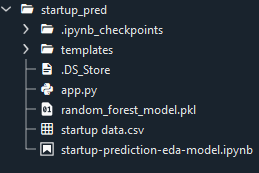 startup_pred
.ipynb_checkpoints
templates
.DS_Store
app.py
random_forest_model.pkl
startup data.csv
startup-prediction-eda-model.ipynb